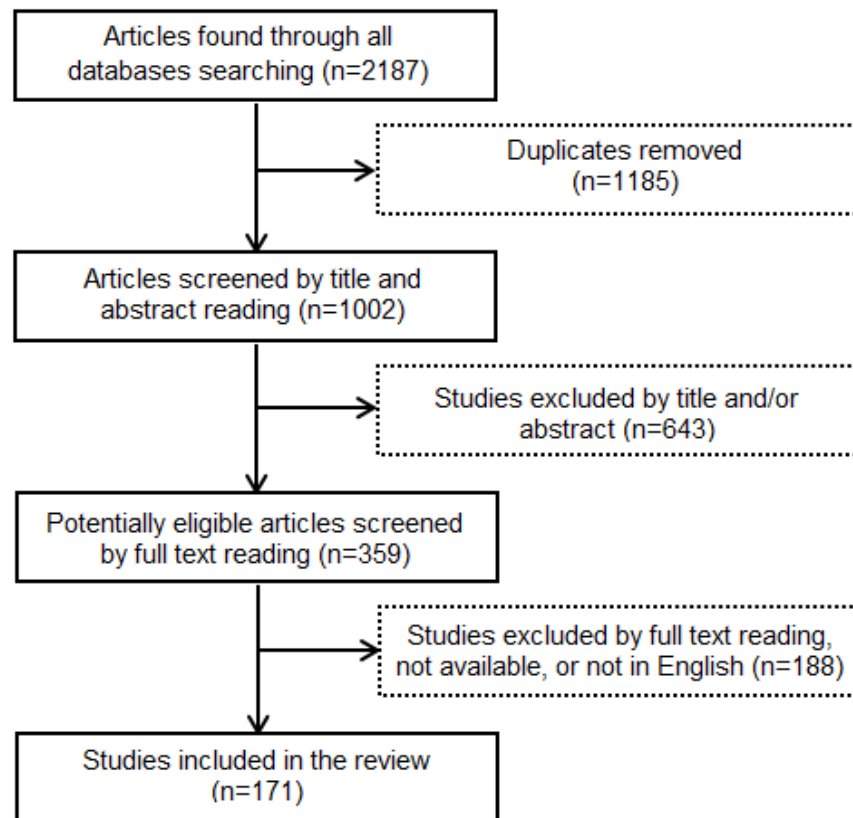 Articles found through all
databases searching (n=2187)
Duplicates removed
(n=1185)
Articles screened by title and
abstract reading (n=1002)
Studies excluded by title and/or
abstract (n=643)
Potentially eligible articles screened
by full text reading (n=359)
Studies excluded by full text reading,
not available, or not in English (n=188)
Studies included in the review
(n=171)